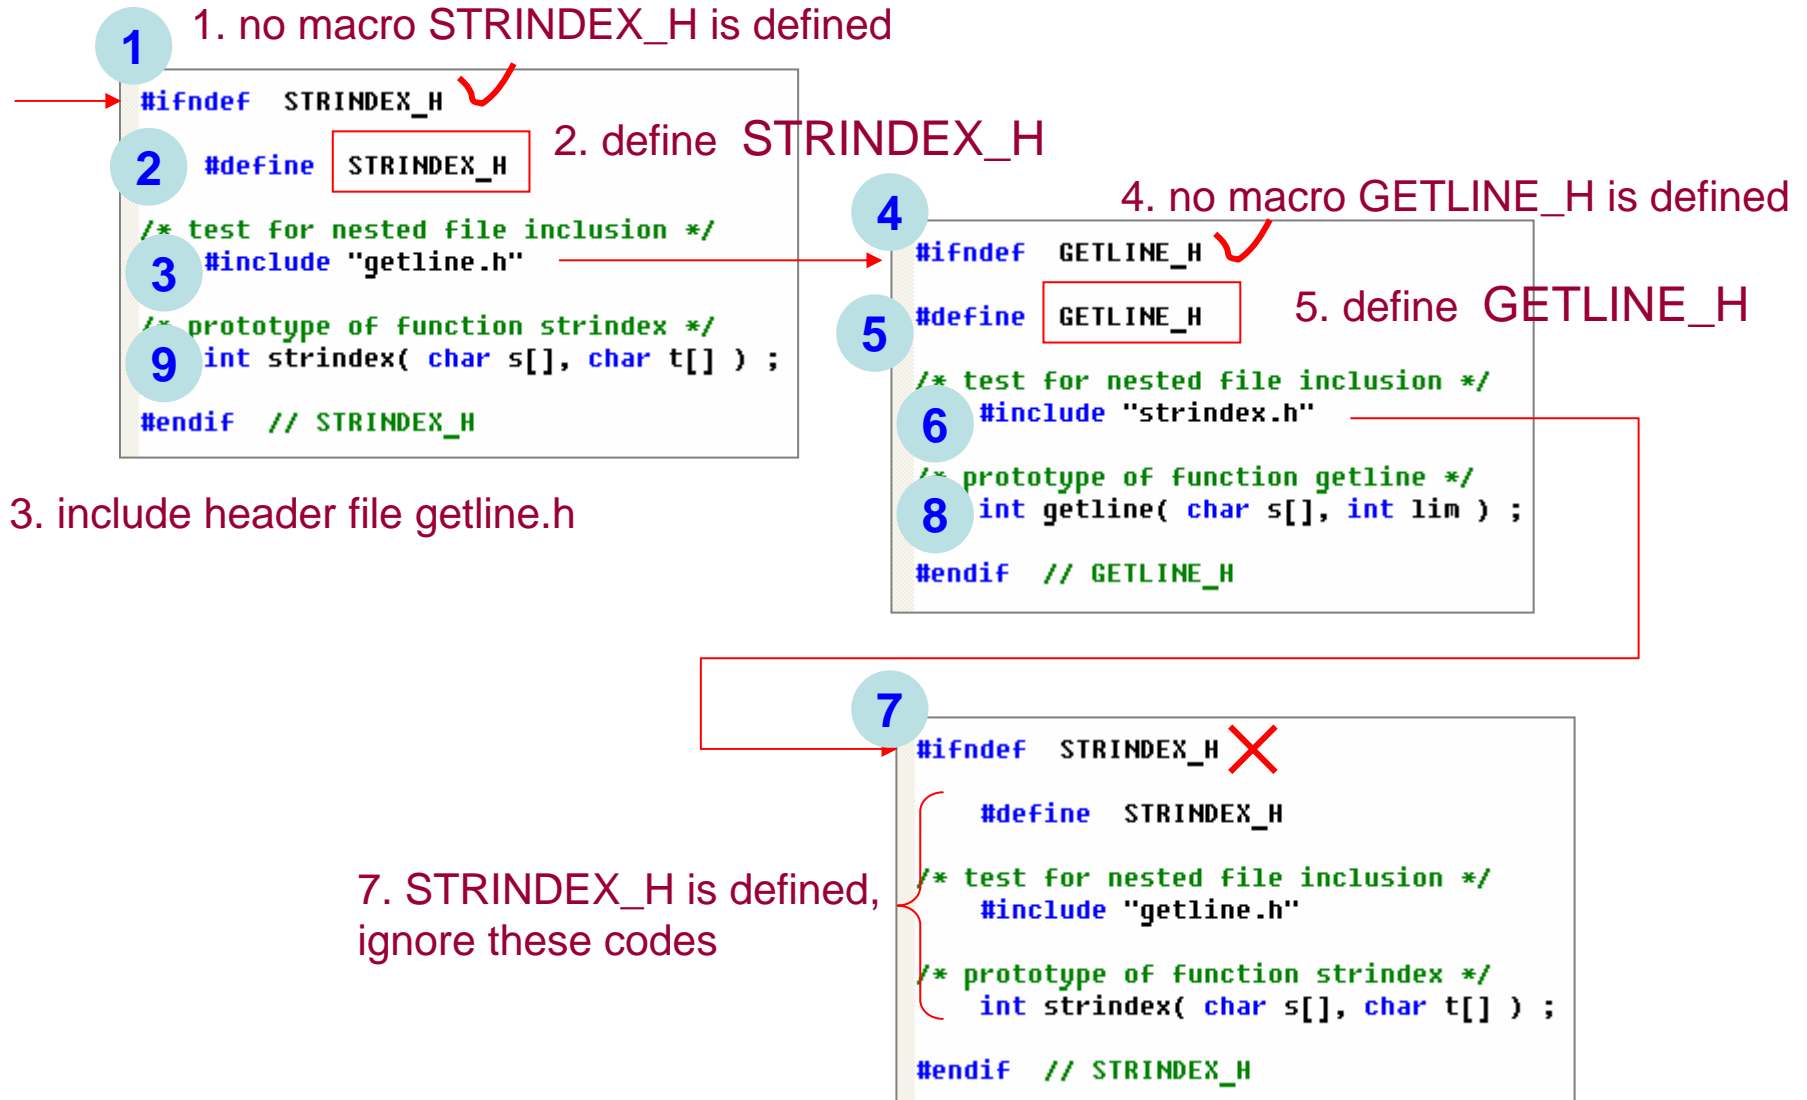 1. no macro STRINDEX_H is defined
1
#ifndef STRINDEX_H
2
#define STRINDEX_H
2. define STRINDEX_H
/* test for nested file inclusion */
3
#include "getline.h"
/* prototype of function strindex */
9
int strindex( char s[], char t[] ) ;
#endif // STRINDEX_H
3. include header file getline.h
4. no macro GETLINE_H is defined
4
#ifndef GETLINE_H
5
#define GETLINE_H
5. define GETLINE_H
/* test for nested file inclusion */
6
#include "strindex.h"
/* prototype of function getline */
8
int getline( char s[], int lim ) ;
#endif // GETLINE_H
7
#ifndef STRINDEX_H
#define STRINDEX_H
/* test for nested file inclusion */
#include "getline.h"
/* prototype of function strindex */
int strindex( char s[], char t[] ) ;
#endif // STRINDEX_H
7. STRINDEX_H is defined,
ignore these codes